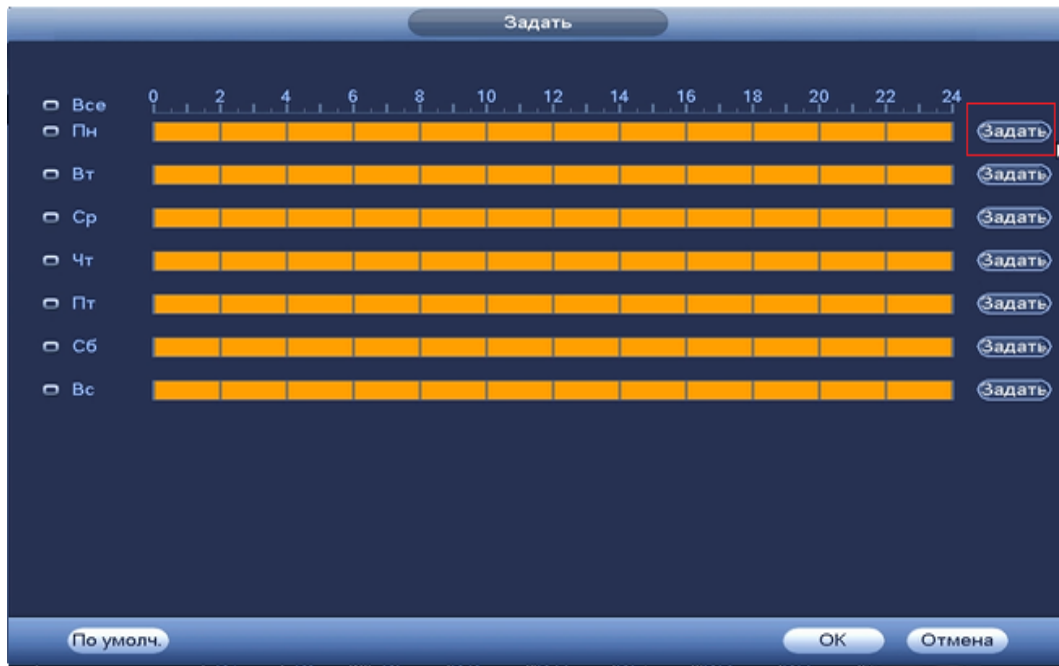 Задать
Все 0 2 4 6 8 10 12 14 16 18 20 22 24
Пн Задать
Вт Задать
Ср Задать
Чт Задать
Пт Задать
Сб Задать
Вс Задать
По умолч. OK Отмена